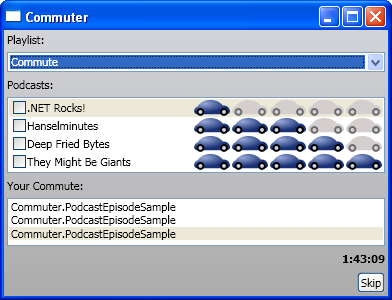 Commuter
Playlist:
Commute
Podcasts:
.NET Rocks!
Hanselminutes
Deep Fried Bytes
They Might Be Giants
Your Commute:
Commuter.PodcastEpisodeSample
Commuter.PodcastEpisodeSample
Commuter.PodcastEpisodeSample
1:43:09
Skip